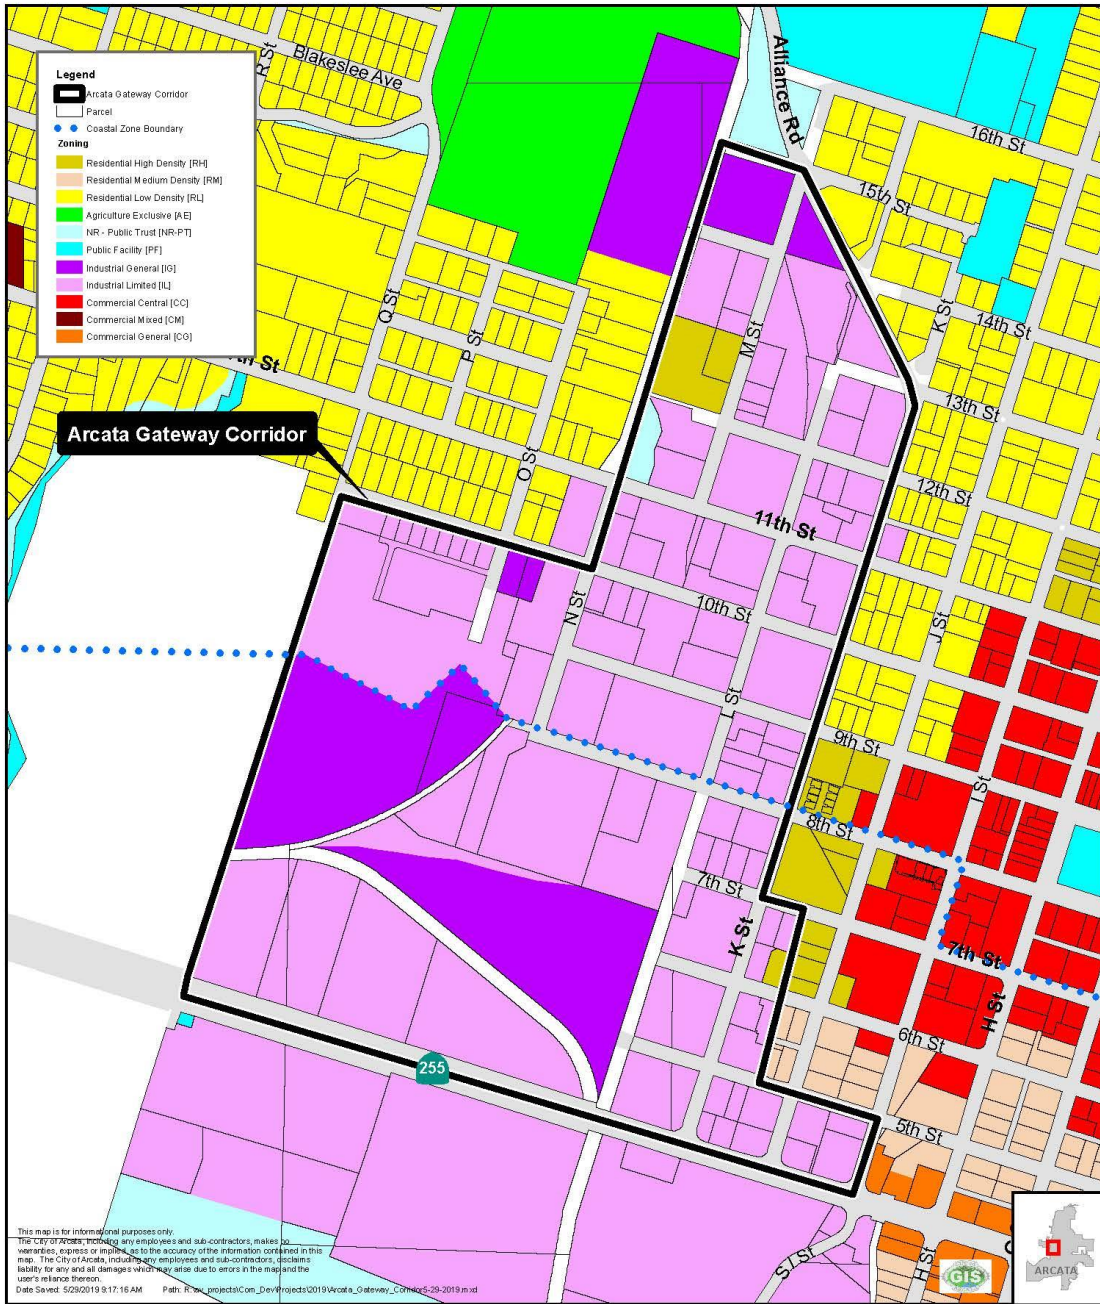 Legend
Arcata Gateway Corridor
Parcel
Coastal Zone Boundary
Zoning
Residential High Density [RH]
Residential Medium Density [RM]
Residential Low Density [RL]
Agriculture Exclusive [AE]
NR - Public Trust [NR-PT]
Public Facility [PF]
Industrial General [IG]
Industrial Limited [IL]
Commercial Central [CC]
Commercial Mixed [CM]
Commercial General [CG]
R St
Blakeslee Ave
Alliance Rd
16th St
15th St
K St
14th St
Q St
P St
M St
13th St
Arcata Gateway Corridor
O St
12th St
11th St
10th St
N St
J St
L St
9th St
I St
8th St
7th St
K St
7th St
H St
6th St
255
5th St
S I St
H St
GIS
ARCATA
This map is for informational purposes only.
The City of Arcata, including any employees and sub-contractors, makes no
warranties, express or implied, as to the accuracy of the information contained in this
map. The City of Arcata, including any employees and sub-contractors, disclaims
liability for any and all damages which may arise due to errors in the map and the
user's reliance thereon.
Date Saved: 5/29/2019 9:17:16 AM